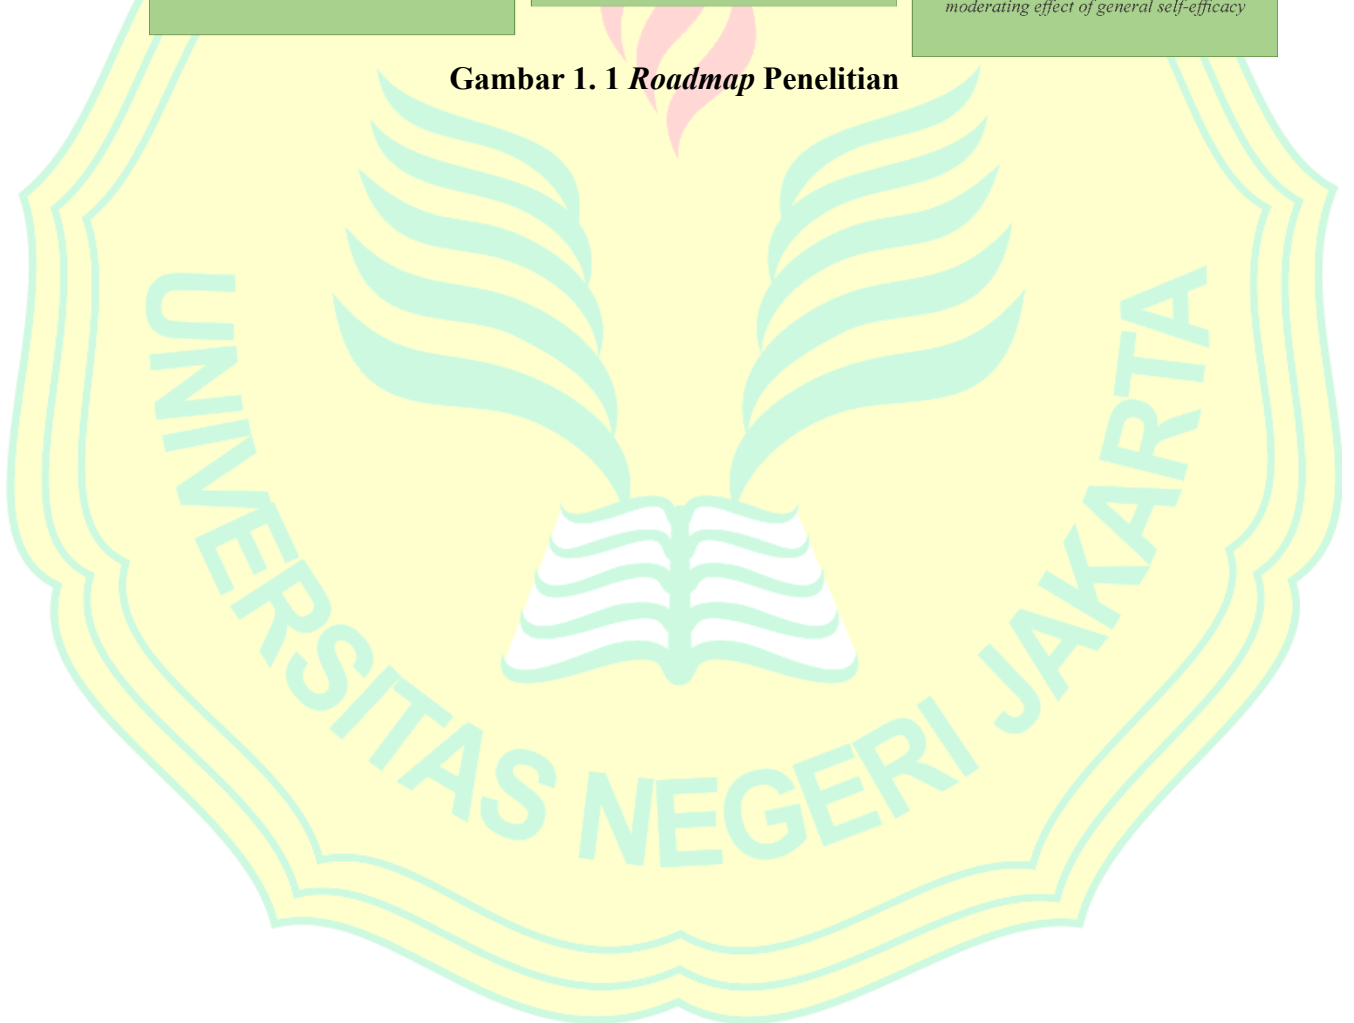 moderating effect of general self-efficacy
Gambar 1. 1 Roadmap Penelitian
UNIVERSITAS NEGERI JAKARTA